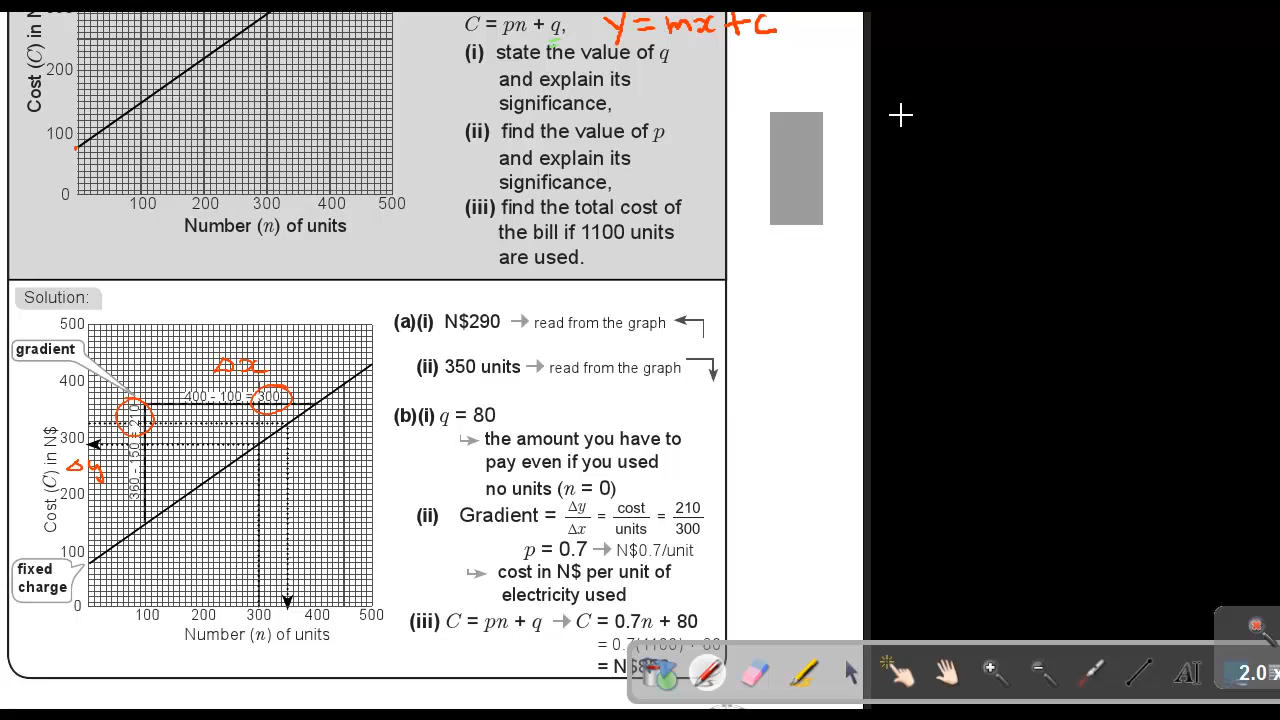 C = pn + q,
y = mx + c
(i) state the value of q
and explain its
significance,
(ii) find the value of p
and explain its
significance,
(iii) find the total cost of
the bill if 1100 units
are used.
Cost (C) in N
200
100
0
100 200 300 400 500
Number (n) of units
Solution:
gradient
500
400
300
200
100
0
Δx
400 - 100 = 300
360 - 150 = 210
Δy
Cost (C) in N$
fixed
charge
100 200 300 400 500
Number (n) of units
(a)(i) N$290 → read from the graph
(ii) 350 units → read from the graph
(b)(i) q = 80
↳ the amount you have to
pay even if you used
no units (n = 0)
(ii) Gradient = Δy/Δx = cost/units = 210/300
p = 0.7 → N$0.7/unit
↳ cost in N$ per unit of
electricity used
(iii) C = pn + q → C = 0.7n + 80
= 0.7(1100)
= N$8
AI
2.0 x